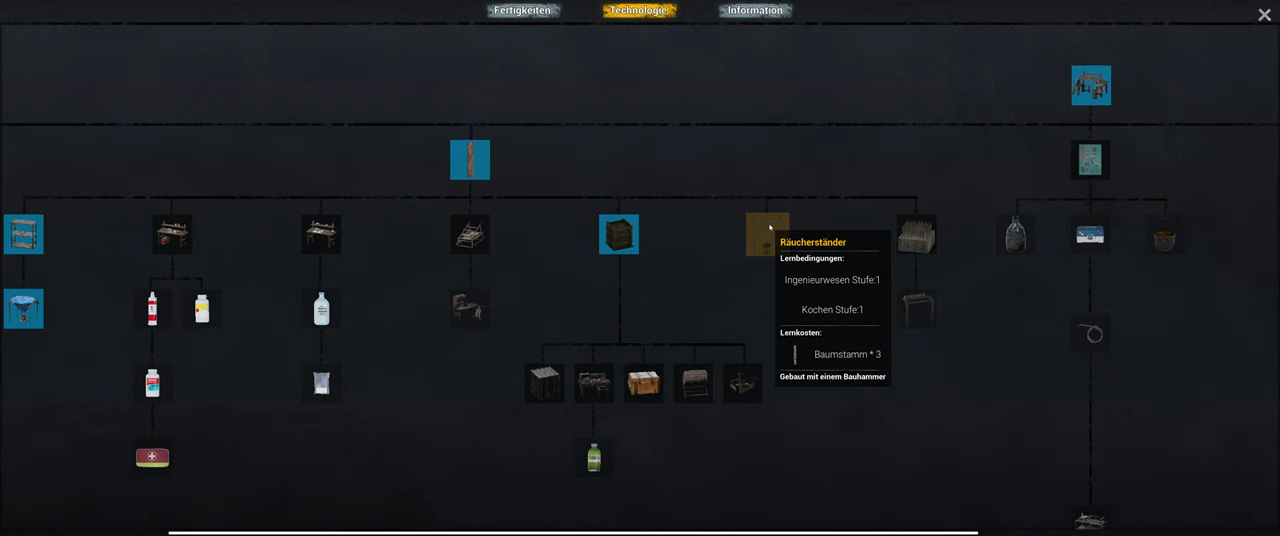 Fertigkeiten
Technologie
Information
Räucherständer
Lernbedingungen:
Ingenieurwesen Stufe:1
Kochen Stufe:1
Lernkosten:
Baumstamm * 3
Gebaut mit einem Bauhammer